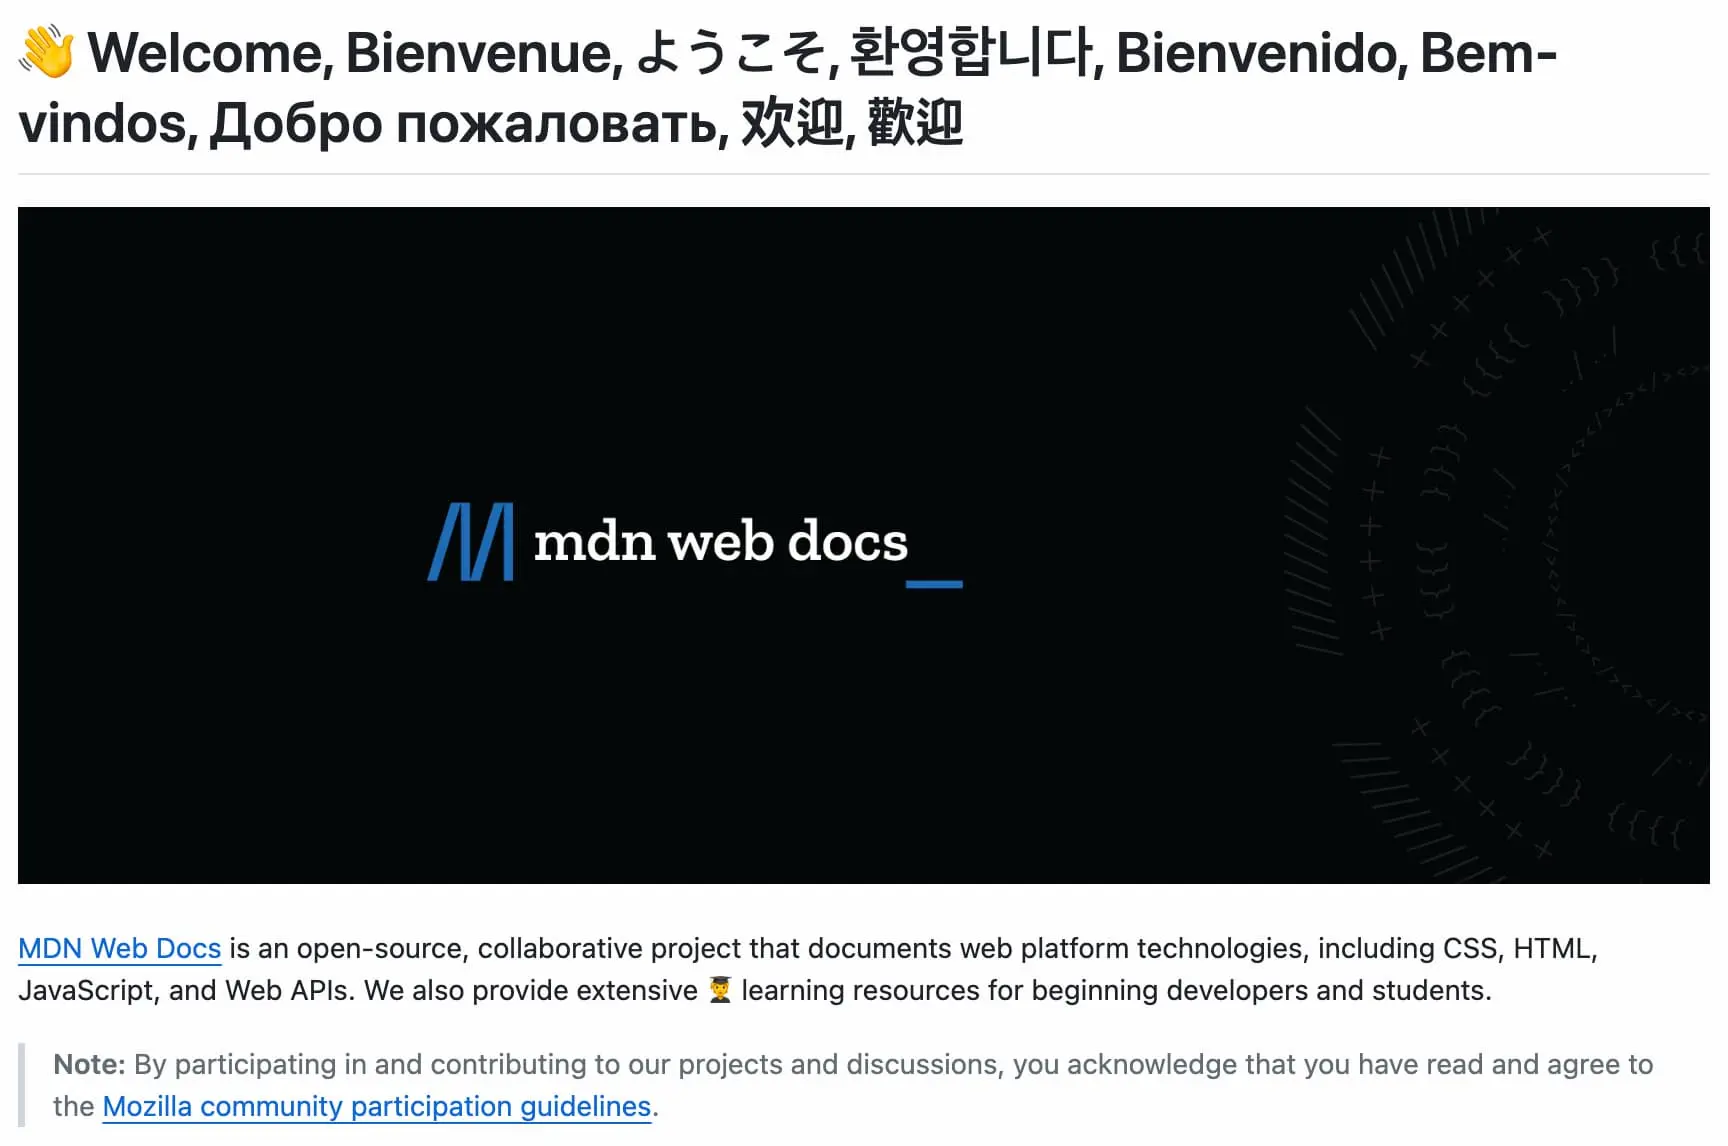 👋 Welcome, Bienvenue, ようこそ, 환영합니다, Bienvenido, Bem-
vindos, Добро пожаловать, 欢迎, 歡迎
mdn web docs_
MDN Web Docs is an open-source, collaborative project that documents web platform technologies, including CSS, HTML,
JavaScript, and Web APIs. We also provide extensive 🧑‍🎓 learning resources for beginning developers and students.
Note: By participating in and contributing to our projects and discussions, you acknowledge that you have read and agree to
the Mozilla community participation guidelines.